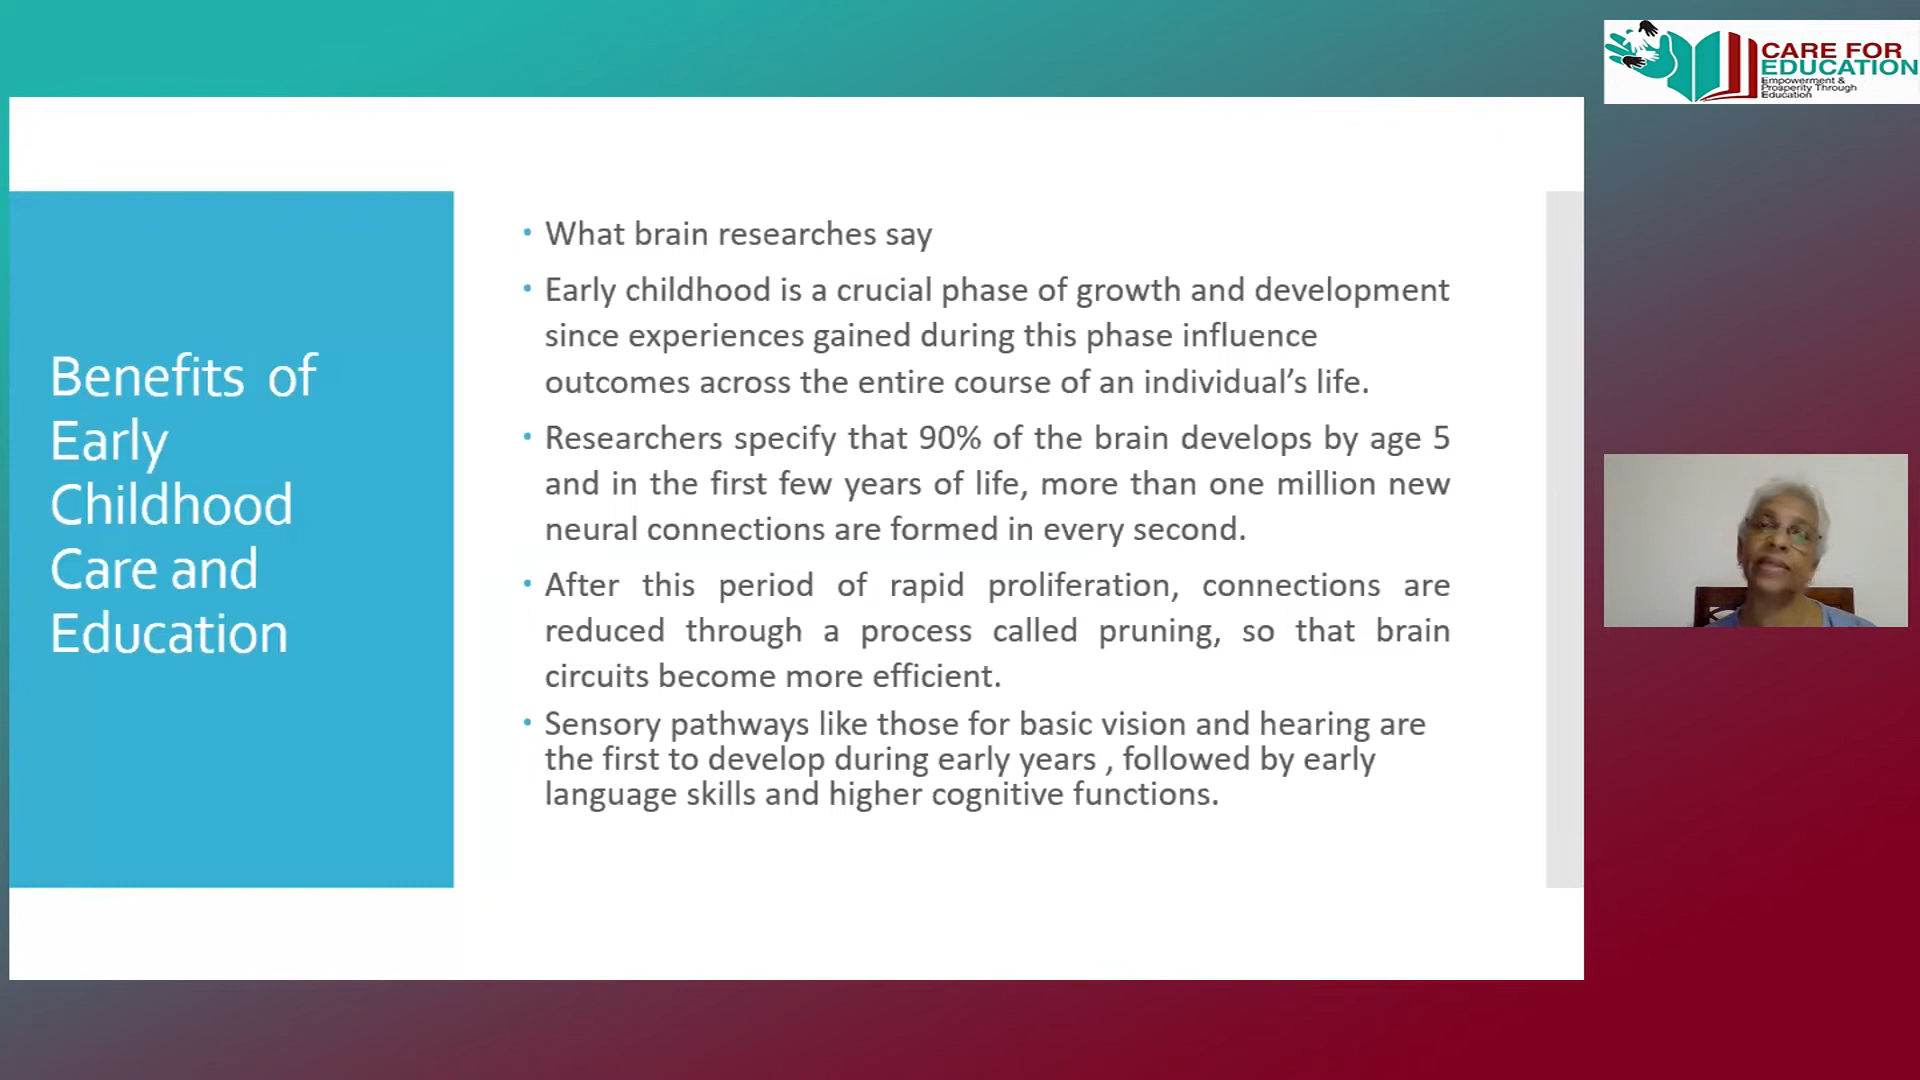 CARE FOR
EDUCATION
Empowerment &
Prosperity Through
Education
Benefits of
Early
Childhood
Care and
Education
• What brain researches say
• Early childhood is a crucial phase of growth and development
since experiences gained during this phase influence
outcomes across the entire course of an individual’s life.
• Researchers specify that 90% of the brain develops by age 5
and in the first few years of life, more than one million new
neural connections are formed in every second.
• After this period of rapid proliferation, connections are
reduced through a process called pruning, so that brain
circuits become more efficient.
• Sensory pathways like those for basic vision and hearing are
the first to develop during early years , followed by early
language skills and higher cognitive functions.